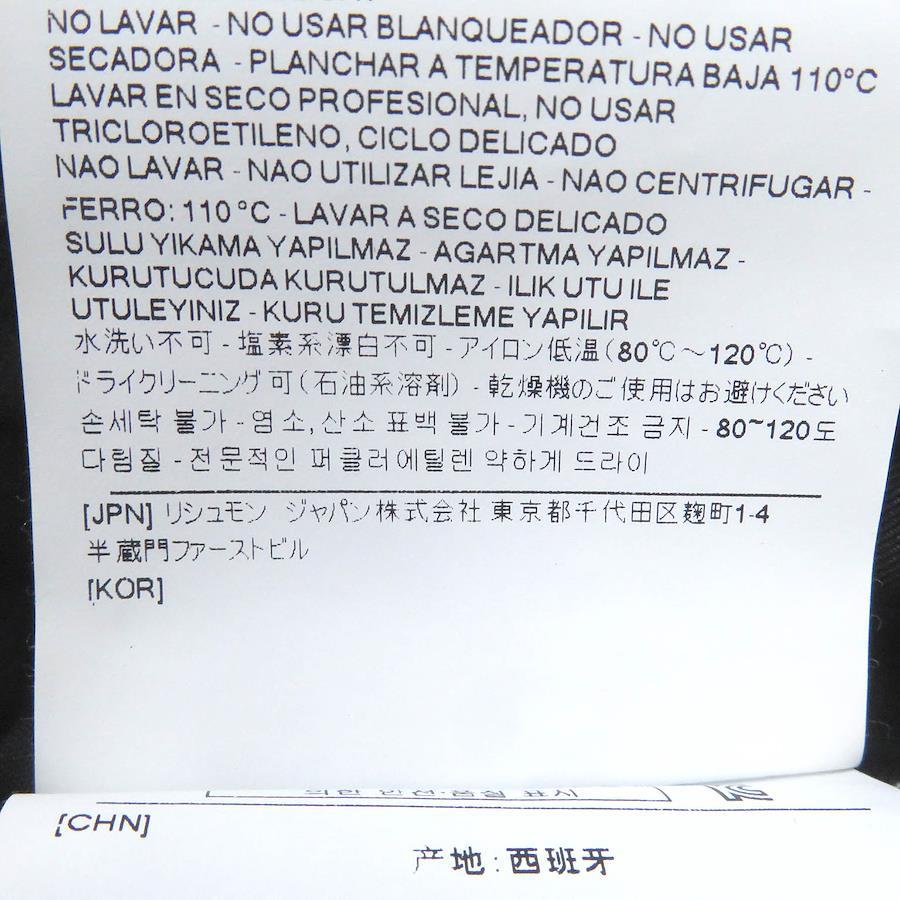 NO LAVAR - NO USAR BLANQUEADOR - NO USAR
SECADORA - PLANCHAR A TEMPERATURA BAJA 110°C
LAVAR EN SECO PROFESIONAL, NO USAR
TRICLOROETILENO, CICLO DELICADO
NAO LAVAR - NAO UTILIZAR LEJIA - NAO CENTRIFUGAR -
FERRO: 110°C - LAVAR A SECO DELICADO
SULU YIKAMA YAPILMAZ - AGARTMA YAPILMAZ -
KURUTUCUDA KURUTULMAZ - ILIK UTU ILE
UTULEYINIZ - KURU TEMIZLEME YAPILIR
水洗い不可 - 塩素系漂白不可 - アイロン低温(80℃～120℃) -
ドライクリーニング可(石油系溶剤) - 乾燥機のご使用はお避けください
손세탁 불가 - 염소, 산소 표백 불가 - 기계건조 금지 - 80~120도
다림질 - 전문적인 퍼클러에틸렌 약하게 드라이
[JPN] リシュモン ジャパン株式会社 東京都千代田区麹町1-4
半蔵門ファーストビル
[KOR]
[CHN]
产地: 西班牙